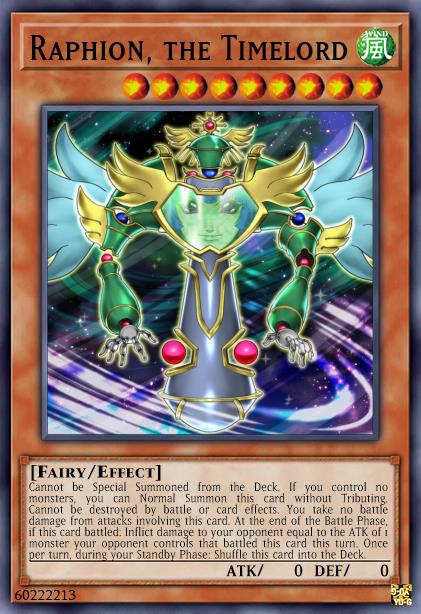 RAPHION, THE TIMELORD
WIND
風
[FAIRY/EFFECT]
Cannot be Special Summoned from the Deck. If you control no
monsters, you can Normal Summon this card without Tributing.
Cannot be destroyed by battle or card effects. You take no battle
damage from attacks involving this card. At the end of the Battle Phase,
if this card battled: Inflict damage to your opponent equal to the ATK of 1
monster your opponent controls that battled this card this turn. Once
per turn, during your Standby Phase: Shuffle this card into the Deck.
ATK/ 0 DEF/ 0
60222213